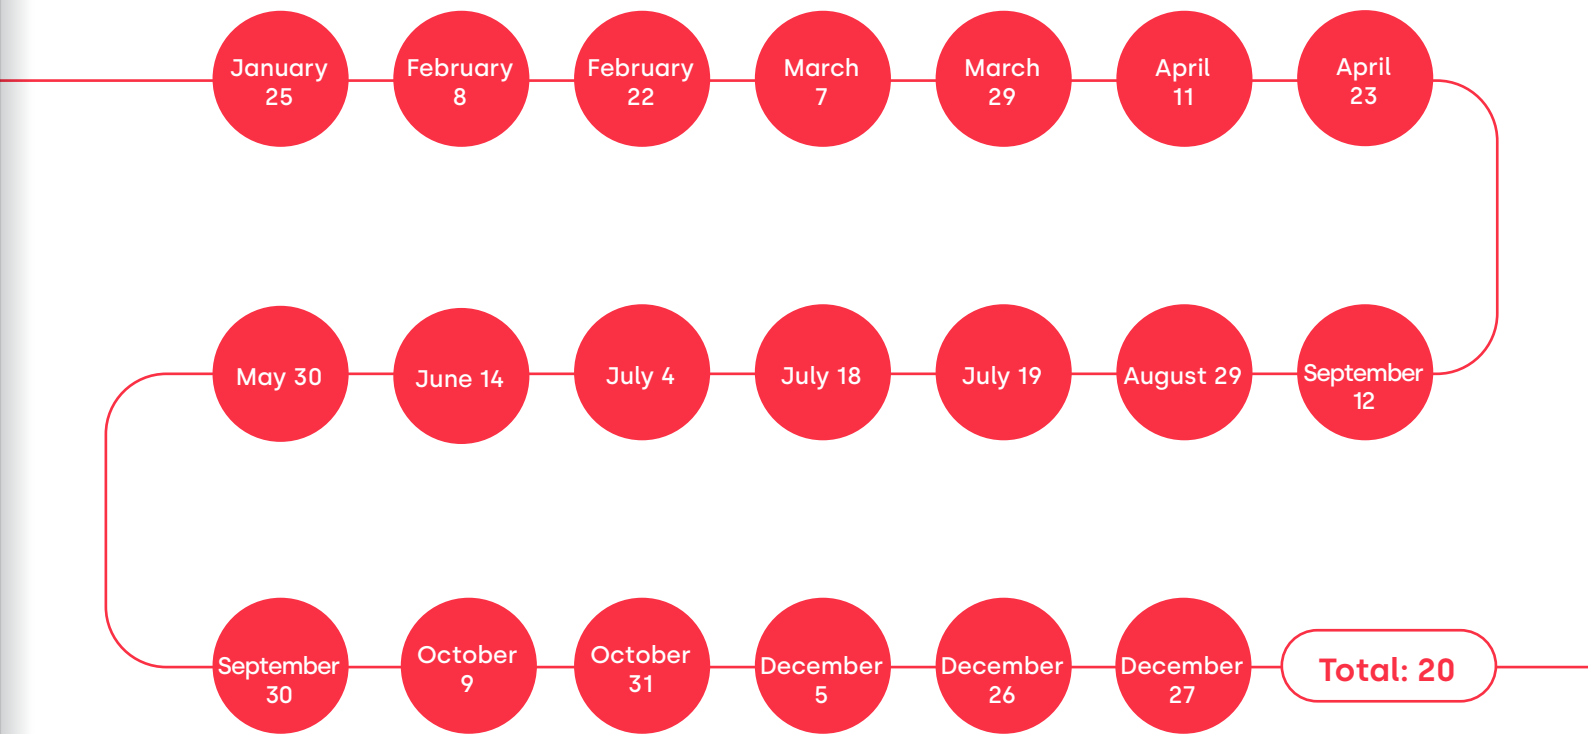 January
25
February
8
February
22
March
7
March
29
April
11
April
23
May 30
June 14
July 4
July 18
July 19
August 29
September
12
September
30
October
9
October
31
December
5
December
26
December
27
Total: 20